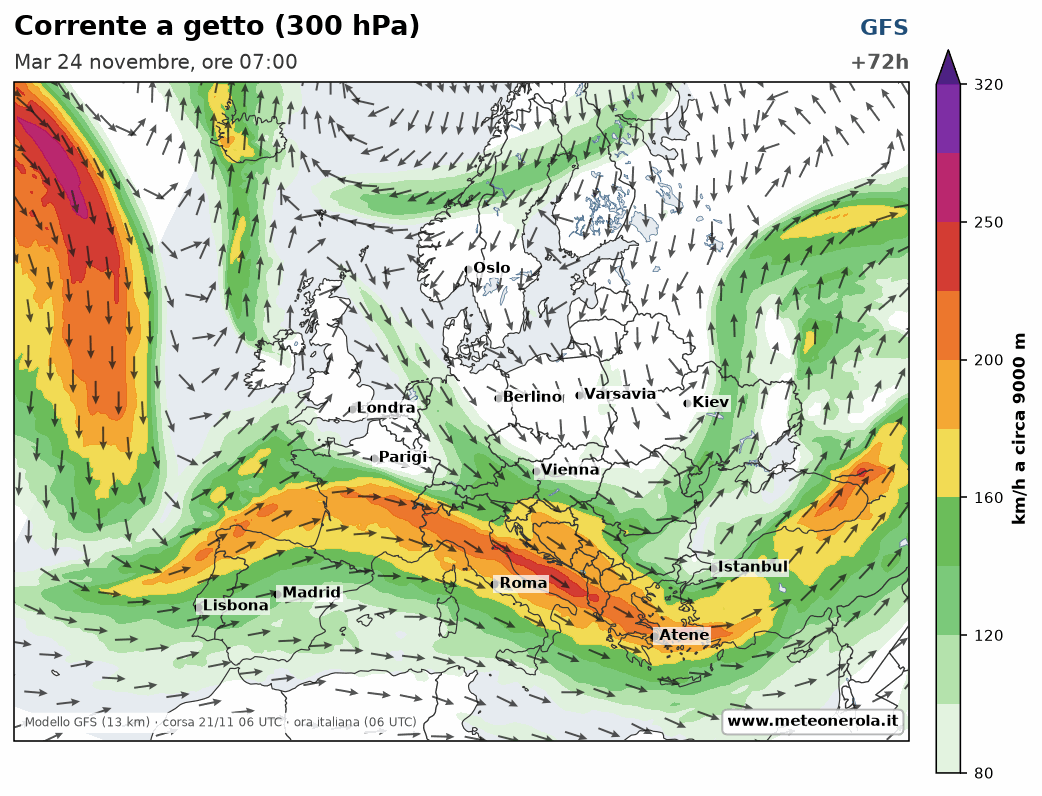 Corrente a getto (300 hPa)
GFS
Mar 24 novembre, ore 07:00
+72h
Oslo
Londra
Berlino
Varsavia
Kiev
Parigi
Vienna
Istanbul
Roma
Madrid
Lisbona
Atene
Modello GFS (13 km) · corsa 21/11 06 UTC · ora italiana (06 UTC)
www.meteonerola.it
320
250
200
160
120
80
km/h a circa 9000 m